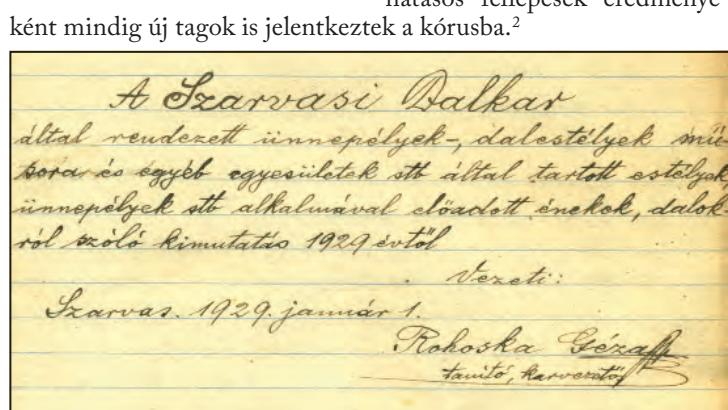 hatásos fellépések eredménye
ként mindig új tagok is jelentkeztek a kórusba.²
A Szarvasi Dalkar
által rendezett ünnepélyek-, dalestélyek mű-
sora és egyéb egyesületek stb által tartott estélyek
ünnepélyek stb alkalmával előadott énekek, dalok
ról szóló kimutatás 1929 évtől
Vezeti:
Szarvas. 1929. január 1.
Rohoska Géza
tanító, karvezető